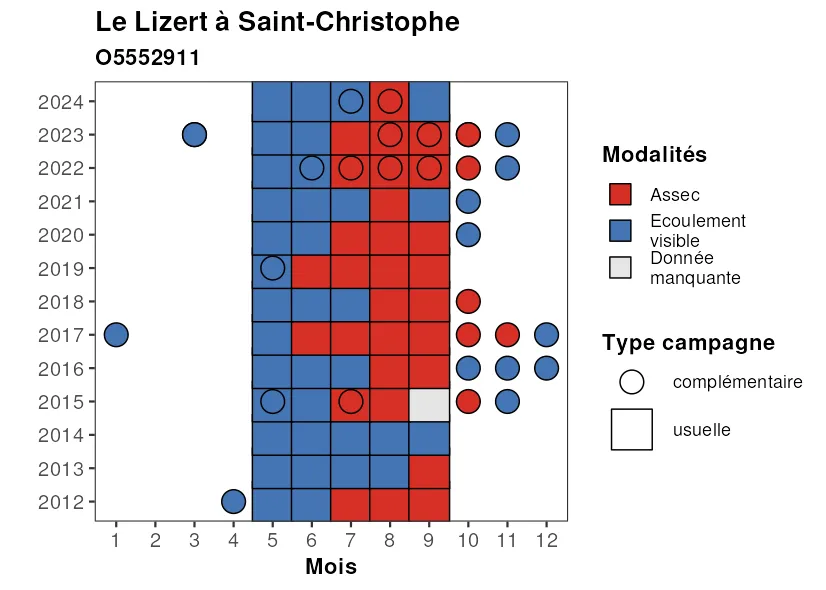 Le Lizert à Saint-Christophe
O5552911
2024
2023
2022
2021
2020
2019
2018
2017
2016
2015
2014
2013
2012
1 2 3 4 5 6 7 8 9 10 11 12
Mois
Modalités
Assec
Ecoulement
visible
Donnée
manquante
Type campagne
complémentaire
usuelle